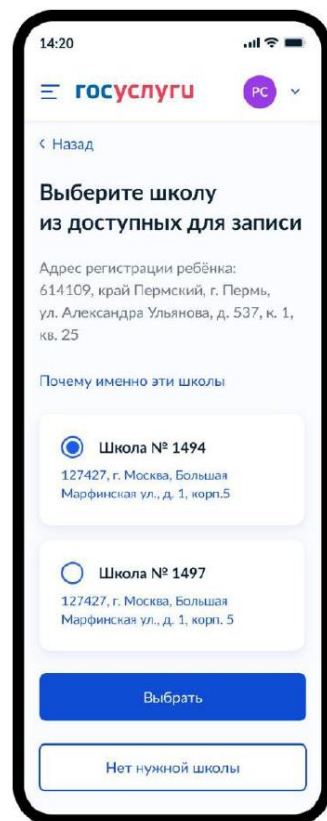 14:20
госуслуги
РС
Назад
Выберите школу
из доступных для записи
Адрес регистрации ребёнка:
614109, край Пермский, г. Пермь,
ул. Александра Ульянова, д. 537, к. 1,
кв. 25
Почему именно эти школы
Школа № 1494
127427, г. Москва, Большая
Марфинская ул., д. 1, корп.5
Школа № 1497
127427, г. Москва, Большая
Марфинская ул., д. 1, корп. 5
Выбрать
Нет нужной школы